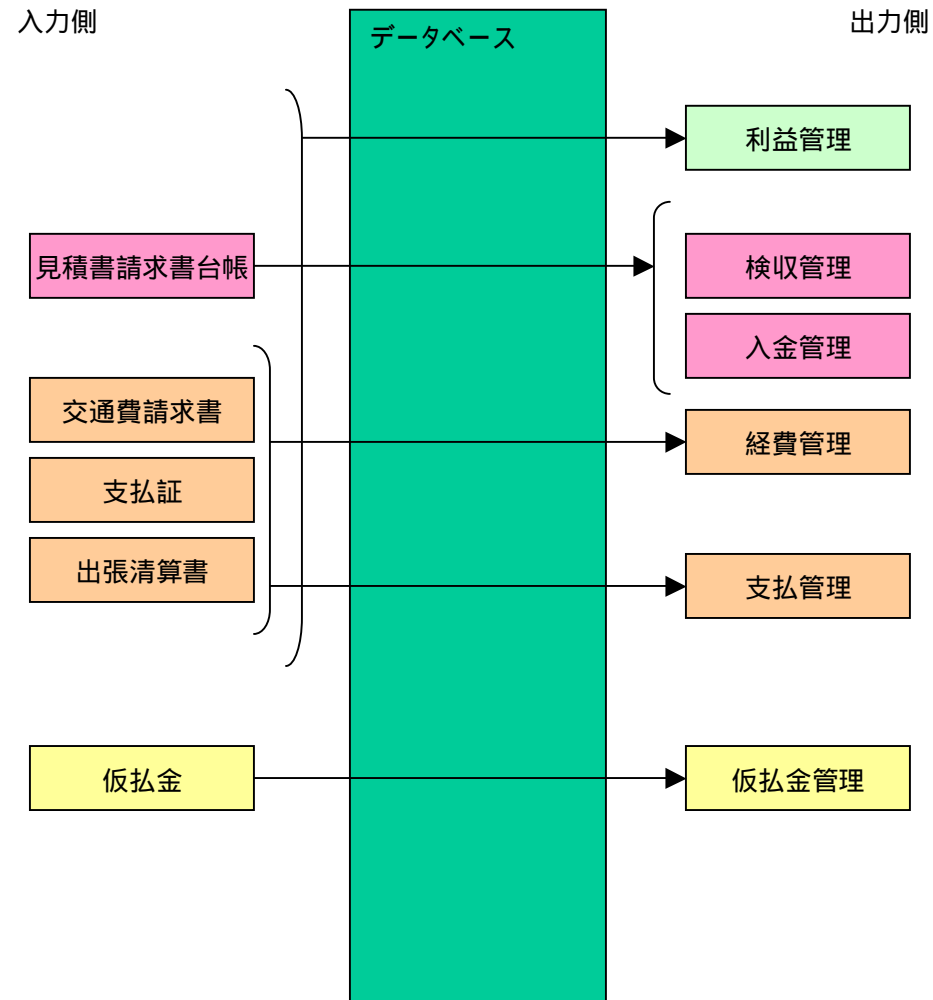 入力側
データベース
出力側
利益管理
見積書請求書台帳
検収管理
入金管理
交通費請求書
経費管理
支払証
出張清算書
支払管理
仮払金
仮払金管理